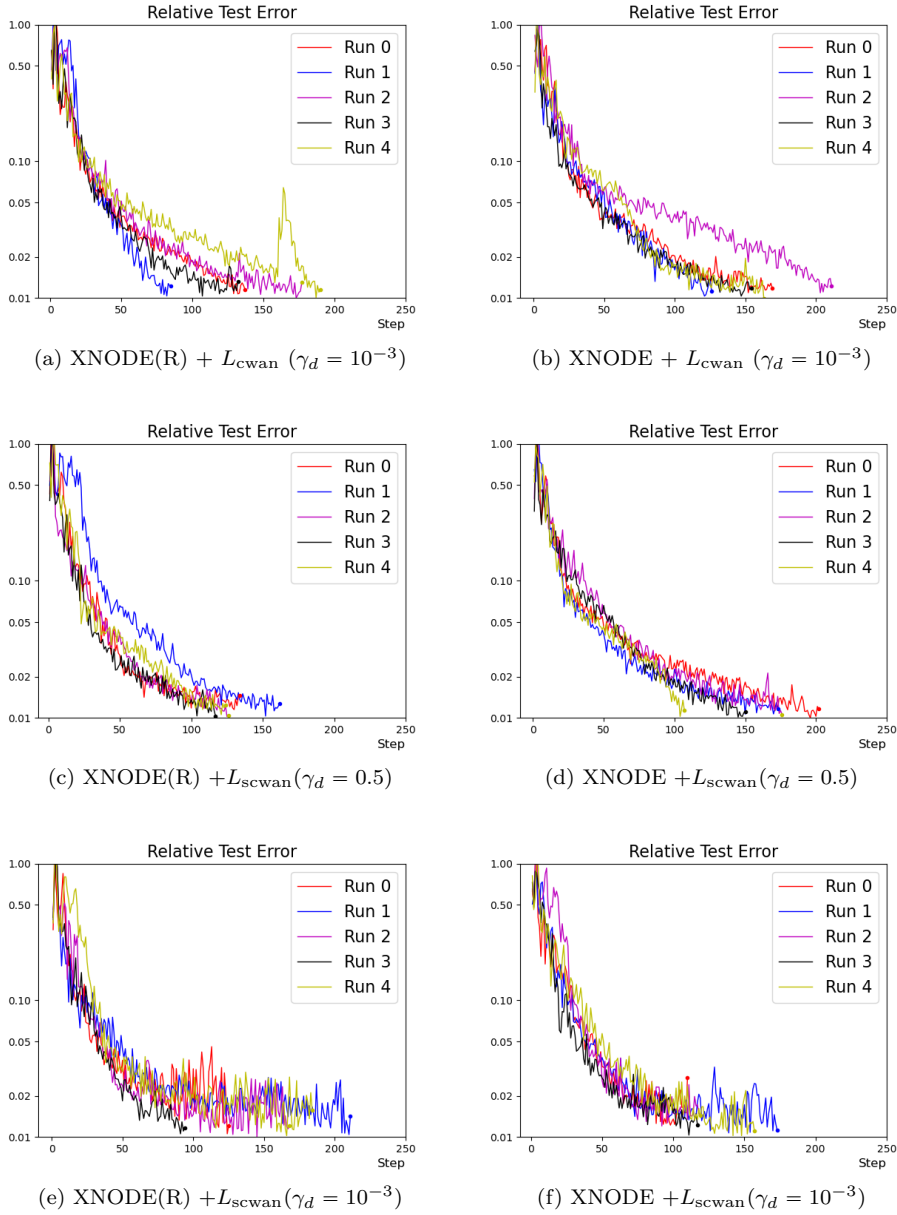 Relative Test Error
1.00
0.50
0.10
0.05
0.02
0.01
0 50 100 150 200 250
Step
Run 0
Run 1
Run 2
Run 3
Run 4
(a) XNODE(R) + L_cwan (γ_d = 10^−3)
Relative Test Error
1.00
0.50
0.10
0.05
0.02
0.01
0 50 100 150 200 250
Step
Run 0
Run 1
Run 2
Run 3
Run 4
(b) XNODE + L_cwan (γ_d = 10^−3)
Relative Test Error
1.00
0.50
0.10
0.05
0.02
0.01
0 50 100 150 200 250
Step
Run 0
Run 1
Run 2
Run 3
Run 4
(c) XNODE(R) +L_scwan(γ_d = 0.5)
Relative Test Error
1.00
0.50
0.10
0.05
0.02
0.01
0 50 100 150 200 250
Step
Run 0
Run 1
Run 2
Run 3
Run 4
(d) XNODE +L_scwan(γ_d = 0.5)
Relative Test Error
1.00
0.50
0.10
0.05
0.02
0.01
0 50 100 150 200 250
Step
Run 0
Run 1
Run 2
Run 3
Run 4
(e) XNODE(R) +L_scwan(γ_d = 10^−3)
Relative Test Error
1.00
0.50
0.10
0.05
0.02
0.01
0 50 100 150 200 250
Step
Run 0
Run 1
Run 2
Run 3
Run 4
(f) XNODE +L_scwan(γ_d = 10^−3)